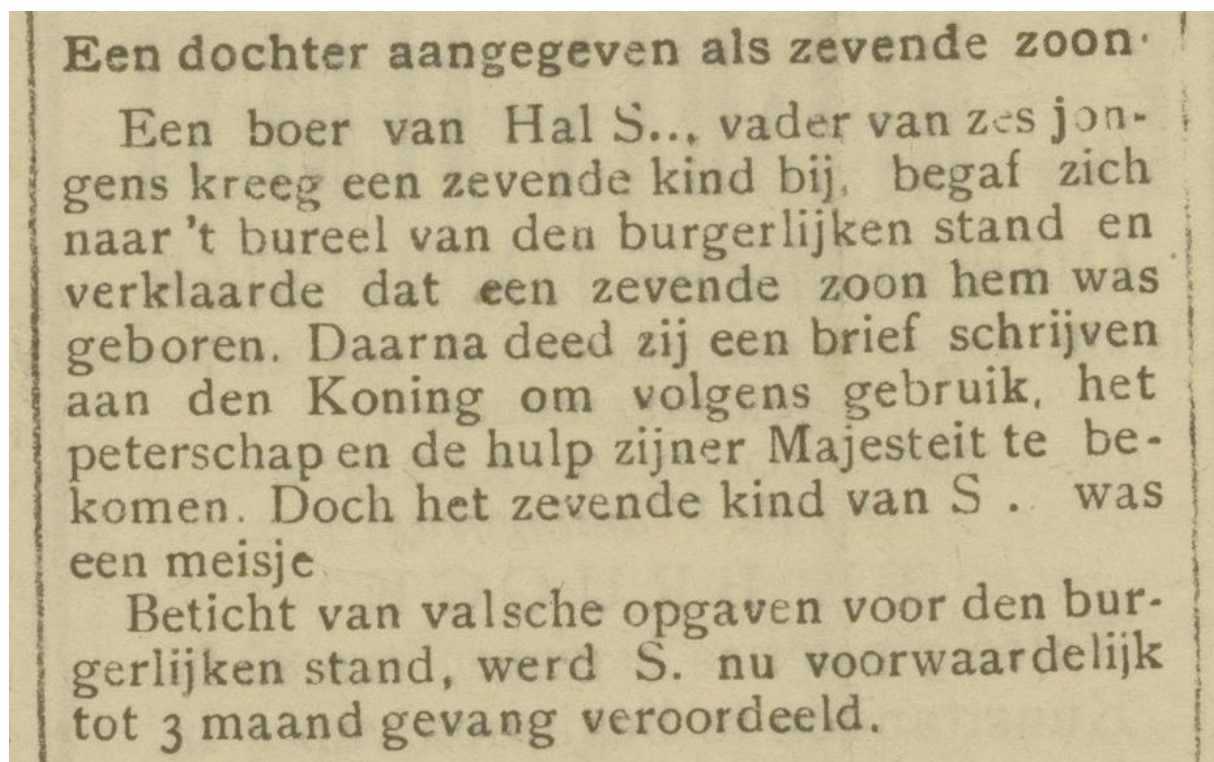 Een dochter aangegeven als zevende zoon.
Een boer van Hal S..., vader van zes jon-
gens kreeg een zevende kind bij, begaf zich
naar 't bureel van den burgerlijken stand en
verklaarde dat een zevende zoon hem was
geboren. Daarna deed zij een brief schrijven
aan den Koning om volgens gebruik, het
peterschap en de hulp zijner Majesteit te be-
komen. Doch het zevende kind van S .. was
een meisje.
Beticht van valsche opgaven voor den bur-
gerlijken stand, werd S. nu voorwaardelijk
tot 3 maand gevang veroordeeld.